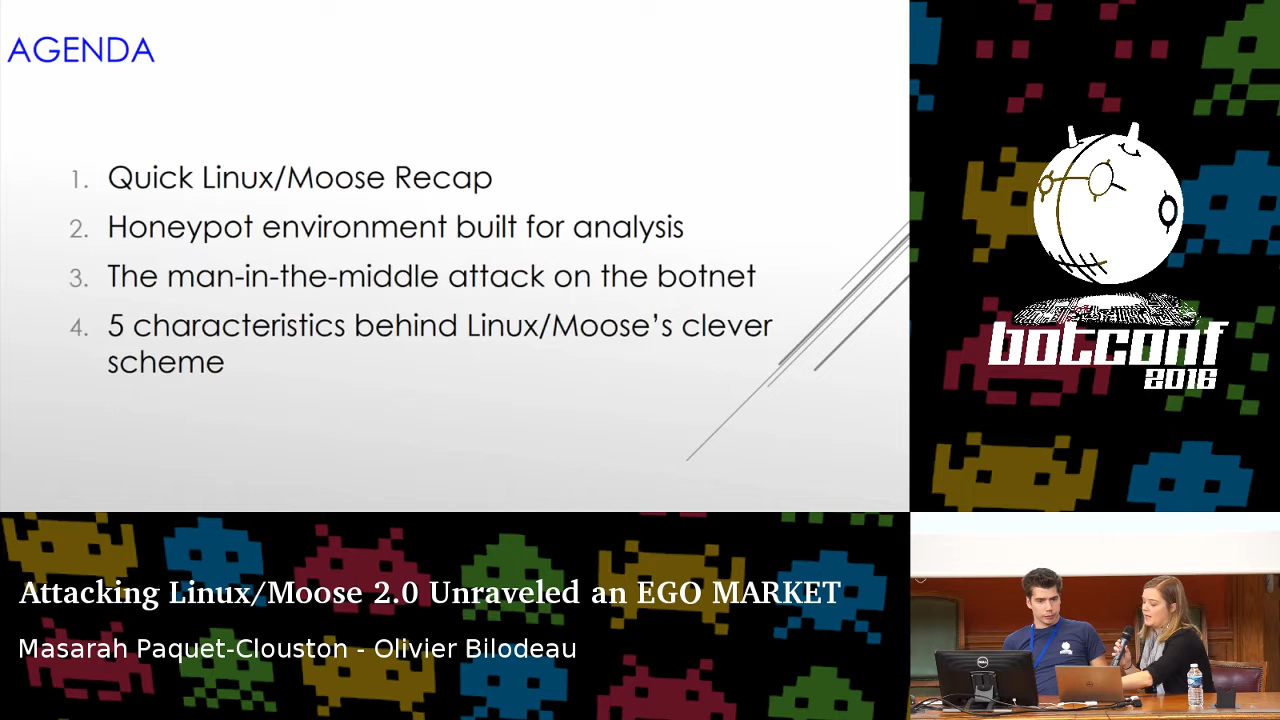 AGENDA
1. Quick Linux/Moose Recap
2. Honeypot environment built for analysis
3. The man-in-the-middle attack on the botnet
4. 5 characteristics behind Linux/Moose's clever
scheme
botconf
2016
Attacking Linux/Moose 2.0 Unraveled an EGO MARKET
Masarah Paquet-Clouston - Olivier Bilodeau
DELL